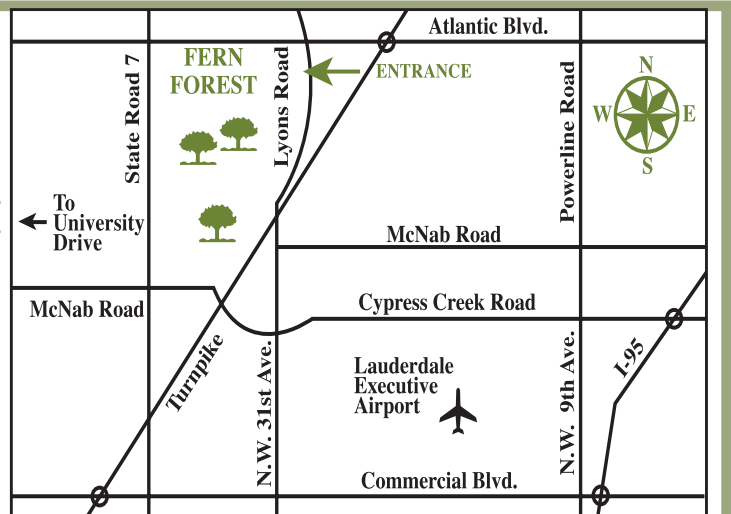 Atlantic Blvd.
FERN
FOREST
ENTRANCE
State Road 7
Lyons Road
Powerline Road
N
W
E
S
To
University
Drive
McNab Road
McNab Road
Cypress Creek Road
Turnpike
N.W. 31st Ave.
Lauderdale
Executive
Airport
N.W. 9th Ave.
I-95
Commercial Blvd.